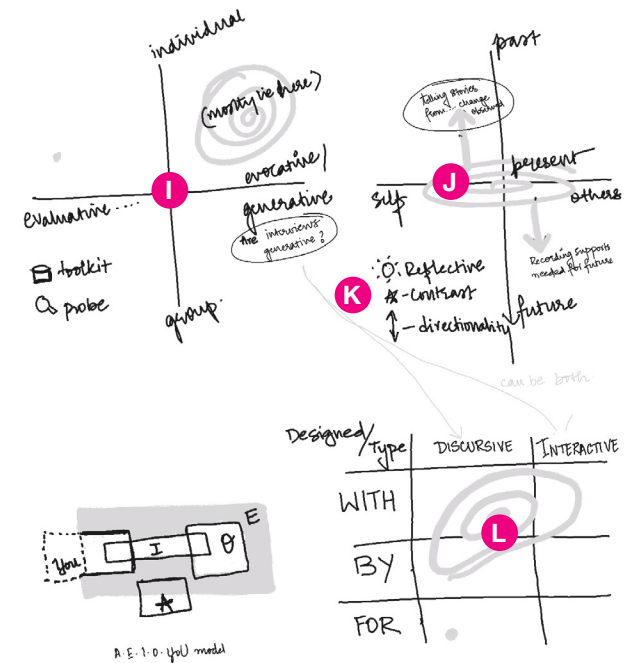 individual
(mostly i've here)
evocative/
generative
evaluative.....
I
Are interviews
generative?
toolkit
probe
group
past
telling stories
from... change
observed
present
J
self
others
Recording supports
needed for future
K
Reflective
- Contrast
- directionality
future
can be both.
Designed/
Type
DISCURSIVE
INTERACTIVE
WITH
L
BY
FOR
E
You
I
O
A
A.E.I.O.YOU model